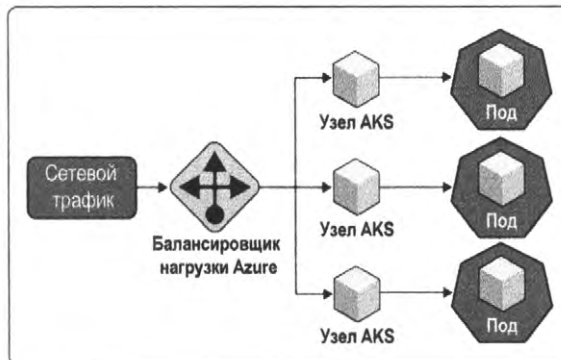 Узел AKS
Под
Сетевой
трафик
Балансировщик
нагрузки Azure
Узел AKS
Под
Узел AKS
Под